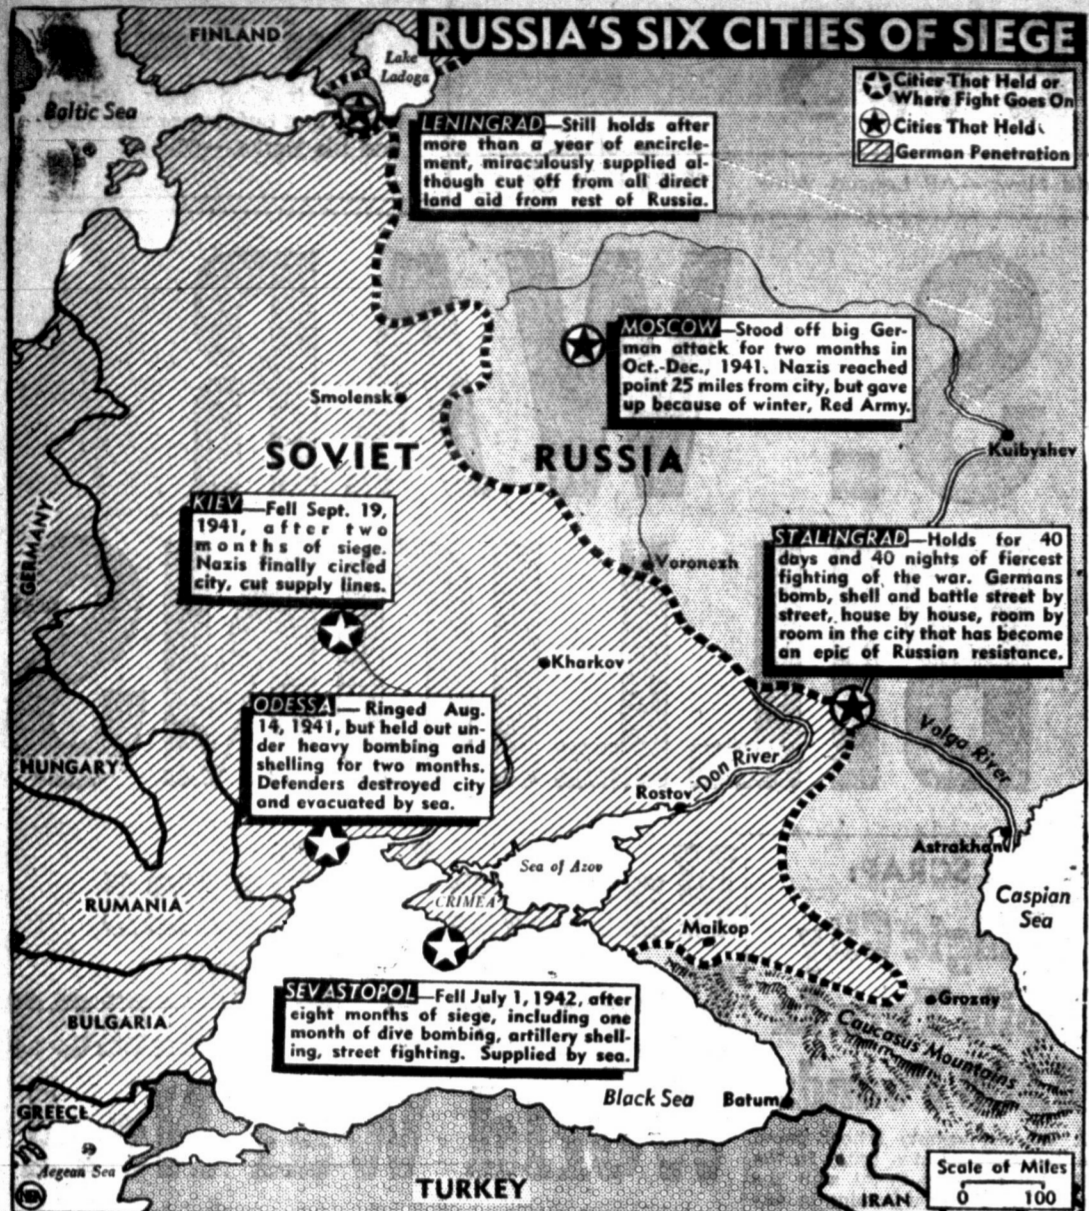 RUSSIA'S SIX CITIES OF SIEGE
FINLAND
Lake
Ladoga
Baltic Sea
Cities That Held or
Where Fight Goes On
Cities That Held
German Penetration
LENINGRAD—Still holds after
more than a year of encircle-
ment, miraculously supplied al-
though cut off from all direct
land aid from rest of Russia.
MOSCOW—Stood off big Ger-
man attack for two months in
Oct.-Dec., 1941. Nazis reached
point 25 miles from city, but gave
up because of winter, Red Army.
Smolensk
Kuibyshev
SOVIET RUSSIA
KIEV—Fell Sept. 19,
1941, after two
months of siege.
Nazis finally circled
city, cut supply lines.
GERMANY
Voronezh
STALINGRAD—Holds for 40
days and 40 nights of fiercest
fighting of the war. Germans
bomb, shell and battle street by
street, house by house, room by
room in the city that has become
an epic of Russian resistance.
Kharkov
ODESSA—Ringed Aug.
14, 1941, but held out un-
der heavy bombing and
shelling for two months.
Defenders destroyed city
and evacuated by sea.
HUNGARY
Don River
Volga River
Rostov
Astrakhan
Sea of Azov
CRIMEA
Caspian
Sea
RUMANIA
Maikop
SEVASTOPOL—Fell July 1, 1942, after
eight months of siege, including one
month of dive bombing, artillery shell-
ing, street fighting. Supplied by sea.
Grozny
BULGARIA
Caucasus Mountains
Black Sea
Batum
GREECE
Aegean Sea
TURKEY
IRAN
Scale of Miles
0 100
NEA